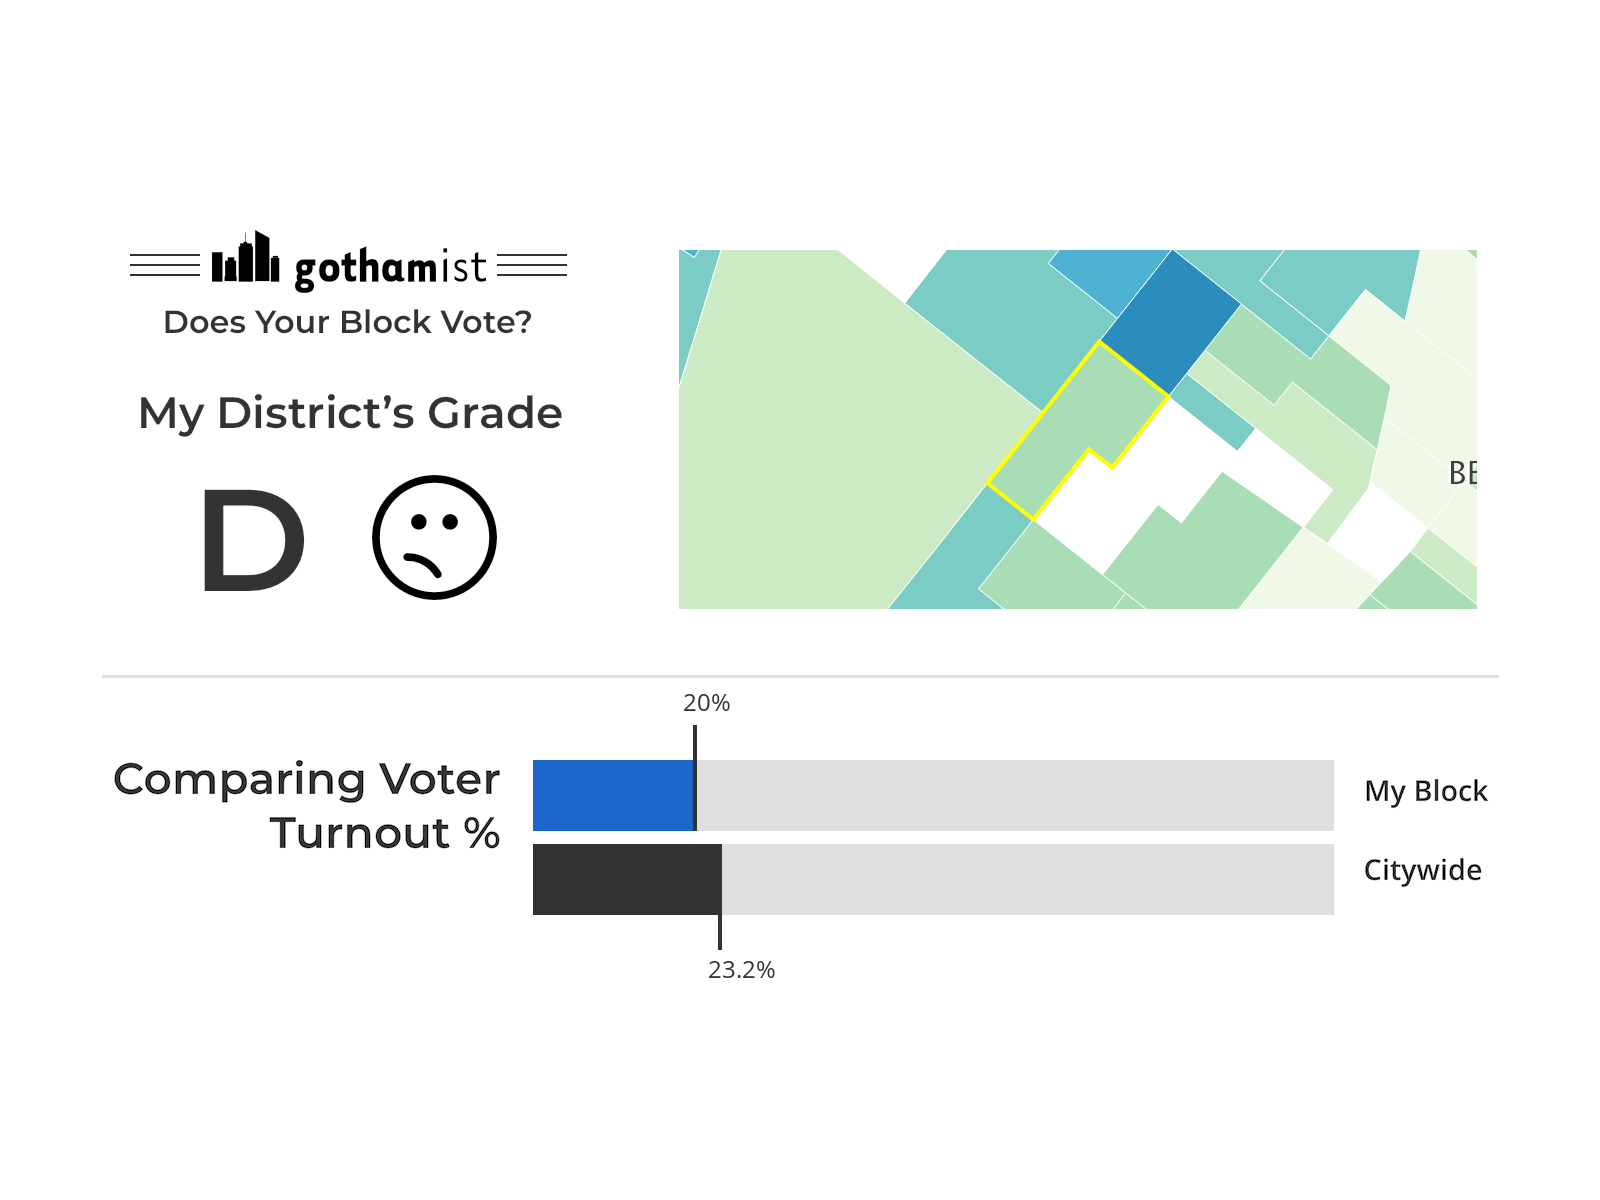 gothamist
Does Your Block Vote?
My District’s Grade
D
BE
20%
Comparing Voter
Turnout %
My Block
Citywide
23.2%